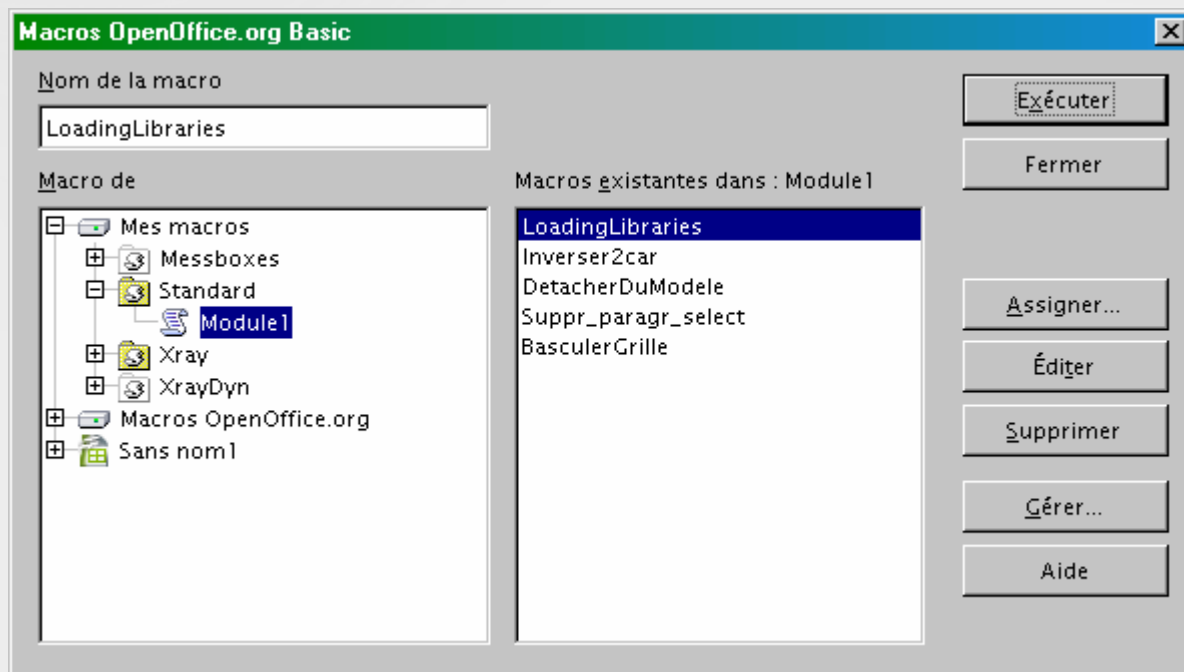 Macros OpenOffice.org Basic
Nom de la macro
LoadingLibraries
Macro de
Mes macros
Messboxes
Standard
Module1
Xray
XrayDyn
Macros OpenOffice.org
Sans nom1
Macros existantes dans : Module1
LoadingLibraries
Inverser2car
DetacherDuModele
Suppr_paragr_select
BasculerGrille
Exécuter
Fermer
Assigner...
Éditer
Supprimer
Gérer...
Aide